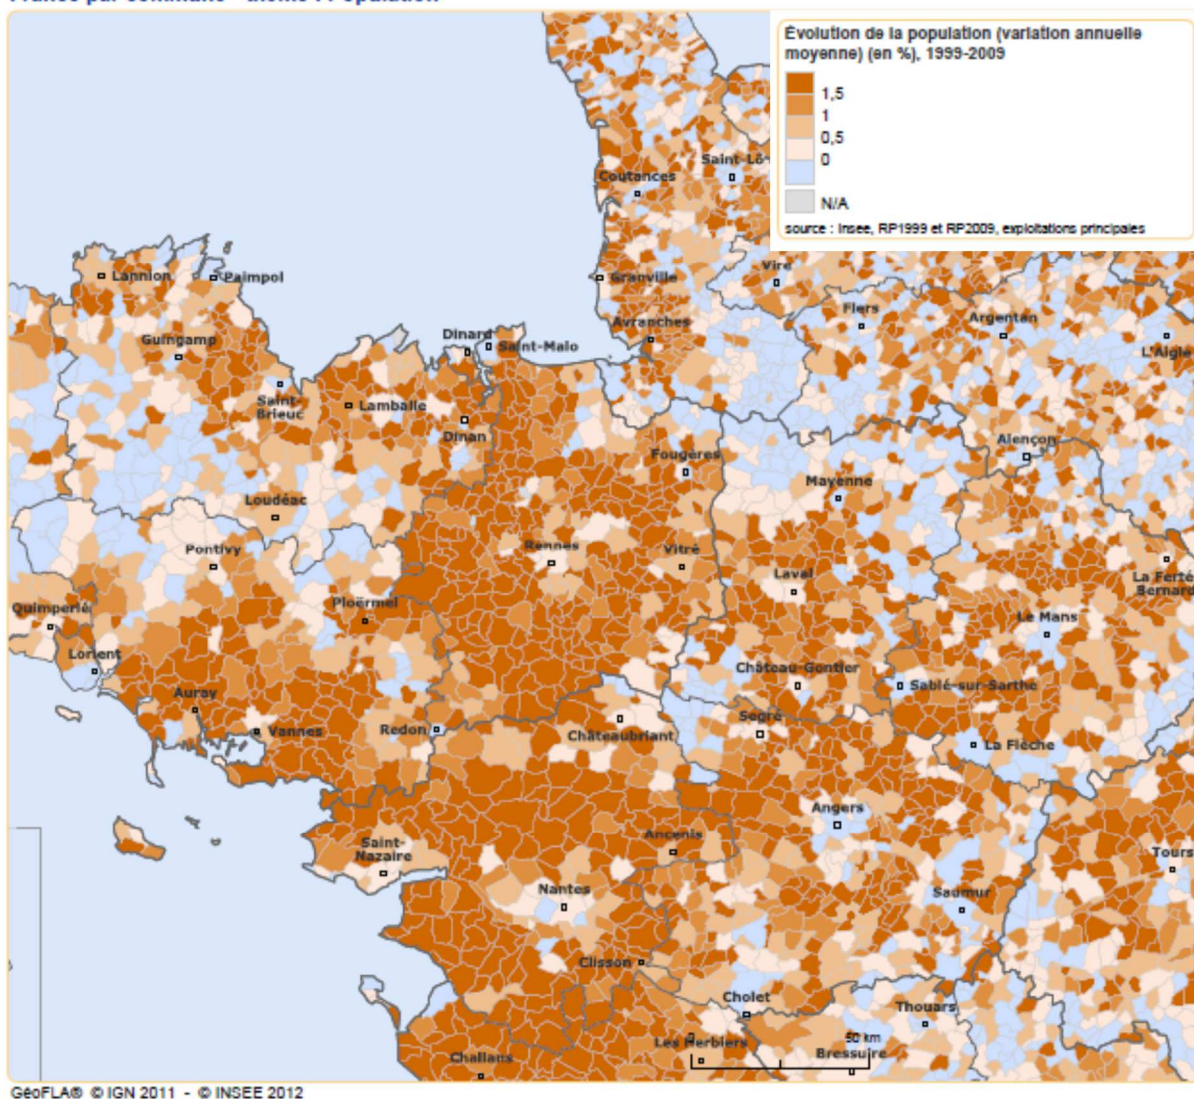 Évolution de la population (variation annuelle
moyenne) (en %), 1999-2009
1,5
1
0,5
0
N/A
source : Insee, RP1999 et RP2009, exploitations principales
Saint-Lô
Coutances
Lannion
Paimpol
Granville
Vire
Flers
Argentan
Avranches
Guingamp
Dinard
Saint-Malo
L'Aigle
Saint-
Brieuc
Lamballe
Dinan
Alençon
Fougères
Mayenne
Loudéac
Pontivy
Rennes
Vitré
Laval
La Ferté
Bernard
Quimperlé
Ploërmel
Le Mans
Lorient
Château-Gontier
Sablé-sur-Sarthe
Auray
Vannes
Redon
Châteaubriant
Segré
La Flèche
Angers
Ancenis
Saint-
Nazaire
Tours
Nantes
Saumur
Clisson
Cholet
Thouars
Les Herbiers
50 km
Bressuire
Challans
GéoFLA® © IGN 2011 - © INSEE 2012